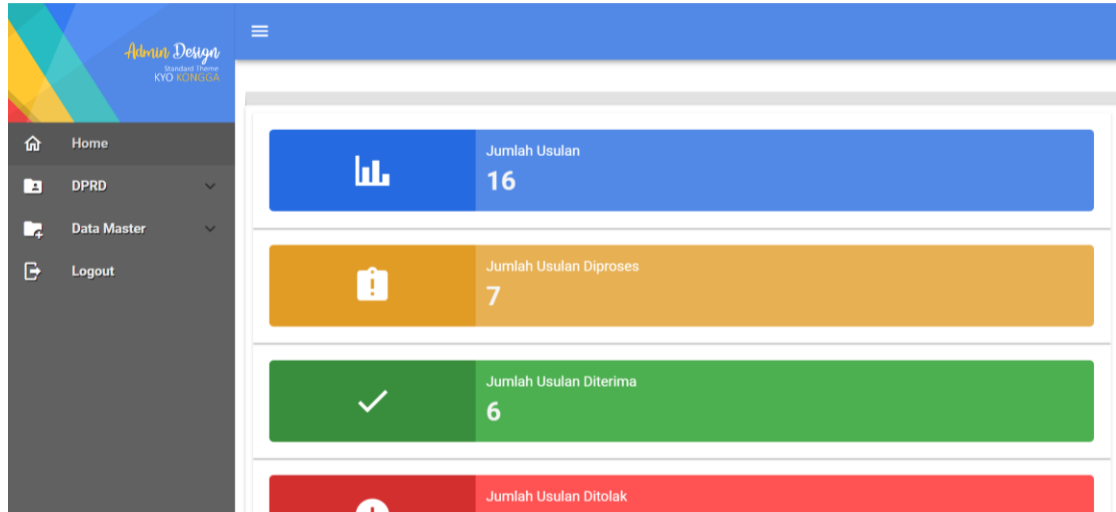 Admin Design
Standard Theme
KYO KONGGA
Home
DPRD
Data Master
Logout
Jumlah Usulan
16
Jumlah Usulan Diproses
7
Jumlah Usulan Diterima
6
Jumlah Usulan Ditolak